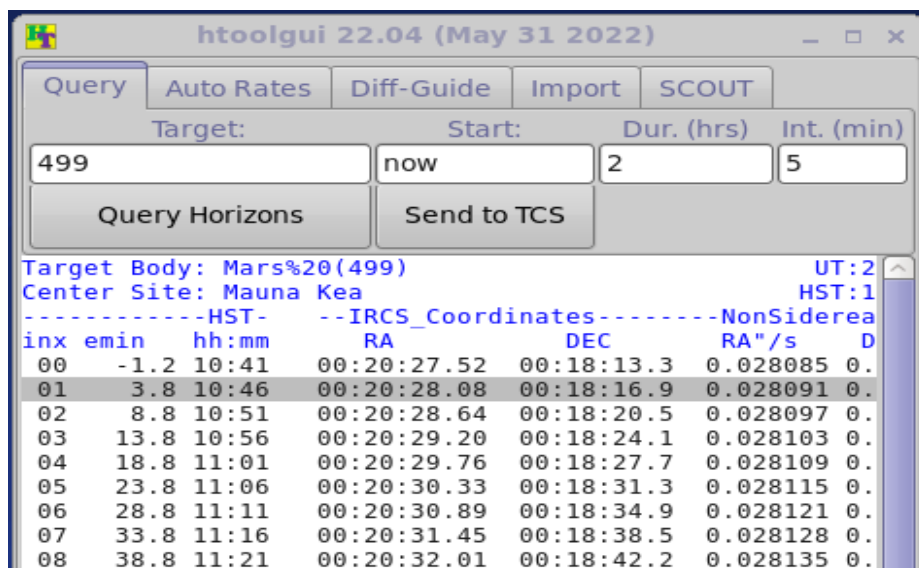 HT htoolgui 22.04 (May 31 2022)
Query Auto Rates Diff-Guide Import SCOUT
Target: Start: Dur. (hrs) Int. (min)
499 now 2 5
Query Horizons Send to TCS
Target Body: Mars%20(499) UT:2
Center Site: Mauna Kea HST:1
------------HST- --IRCS_Coordinates--------NonSiderea
inx emin hh:mm RA DEC RA"/s D
00 -1.2 10:41 00:20:27.52 00:18:13.3 0.028085 0.
01 3.8 10:46 00:20:28.08 00:18:16.9 0.028091 0.
02 8.8 10:51 00:20:28.64 00:18:20.5 0.028097 0.
03 13.8 10:56 00:20:29.20 00:18:24.1 0.028103 0.
04 18.8 11:01 00:20:29.76 00:18:27.7 0.028109 0.
05 23.8 11:06 00:20:30.33 00:18:31.3 0.028115 0.
06 28.8 11:11 00:20:30.89 00:18:34.9 0.028121 0.
07 33.8 11:16 00:20:31.45 00:18:38.5 0.028128 0.
08 38.8 11:21 00:20:32.01 00:18:42.2 0.028135 0.